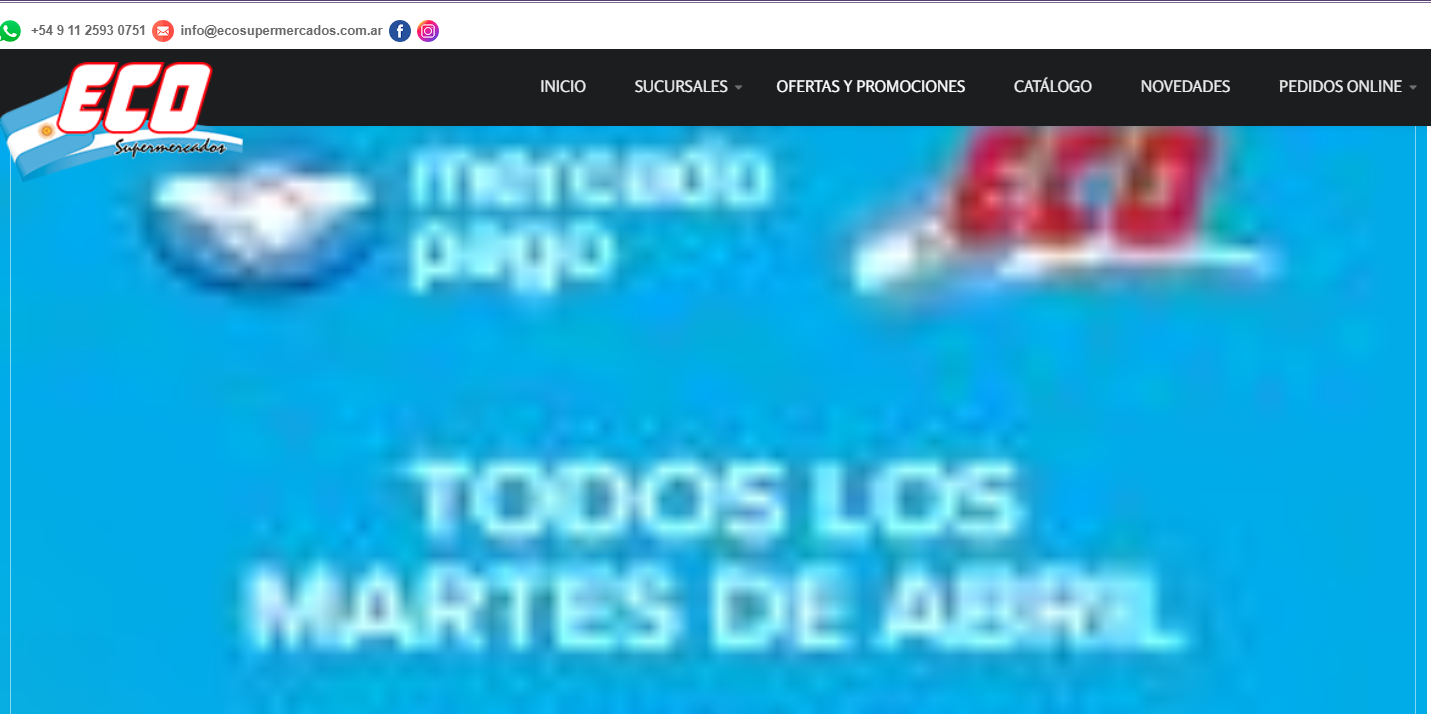 +54 9 11 2593 0751 info@ecosupermercados.com.ar
ECO
Supermercados
INICIO SUCURSALES OFERTAS Y PROMOCIONES CATÁLOGO NOVEDADES PEDIDOS ONLINE
mercado
pago
ECO
TODOS LOS
MARTES DE ABRIL